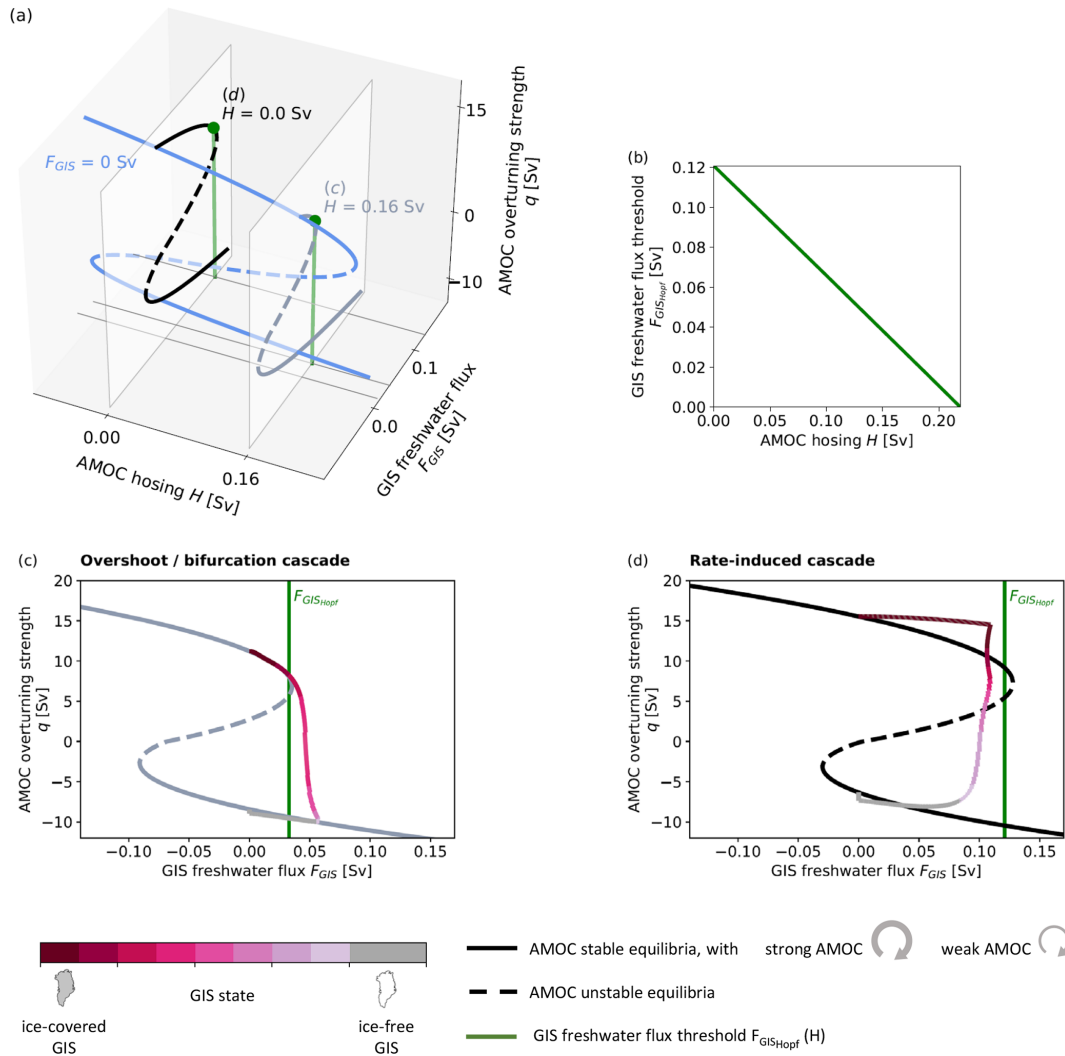 (a)
(d)
H = 0.0 Sv
F_GIS = 0 Sv
(c)
H = 0.16 Sv
15
0
−10
AMOC overturning strength
q [Sv]
0.1
0.0
GIS freshwater flux
F_GIS [Sv]
0.00
0.16
AMOC hosing H [Sv]
(b)
0.12
0.10
0.08
0.06
0.04
0.02
0.00
GIS freshwater flux threshold
F_GIS_Hopf [Sv]
0.00 0.05 0.10 0.15 0.20
AMOC hosing H [Sv]
(c) Overshoot / bifurcation cascade
20
15
10
5
0
−5
−10
AMOC overturning strength
q [Sv]
F_GIS_Hopf
−0.10 −0.05 0.00 0.05 0.10 0.15
GIS freshwater flux F_GIS [Sv]
(d) Rate-induced cascade
20
15
10
5
0
−5
−10
AMOC overturning strength
q [Sv]
F_GIS_Hopf
−0.10 −0.05 0.00 0.05 0.10 0.15
GIS freshwater flux F_GIS [Sv]
GIS state
ice-covered
GIS
ice-free
GIS
AMOC stable equilibria, with strong AMOC weak AMOC
AMOC unstable equilibria
GIS freshwater flux threshold F_GIS_Hopf (H)